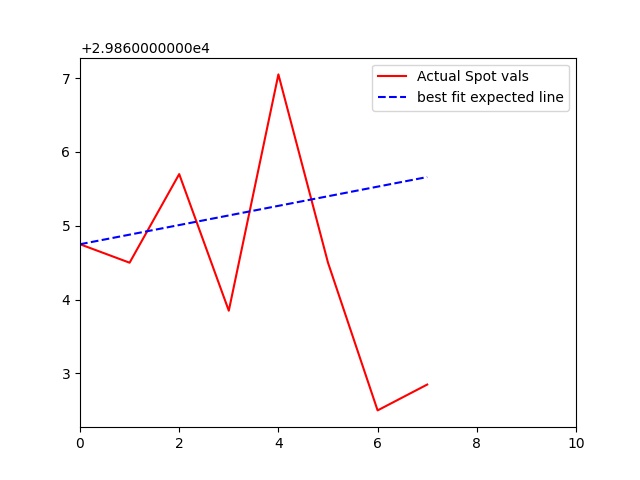 +2.9860000000e4
Actual Spot vals
best fit expected line
7
6
5
4
3
0 2 4 6 8 10